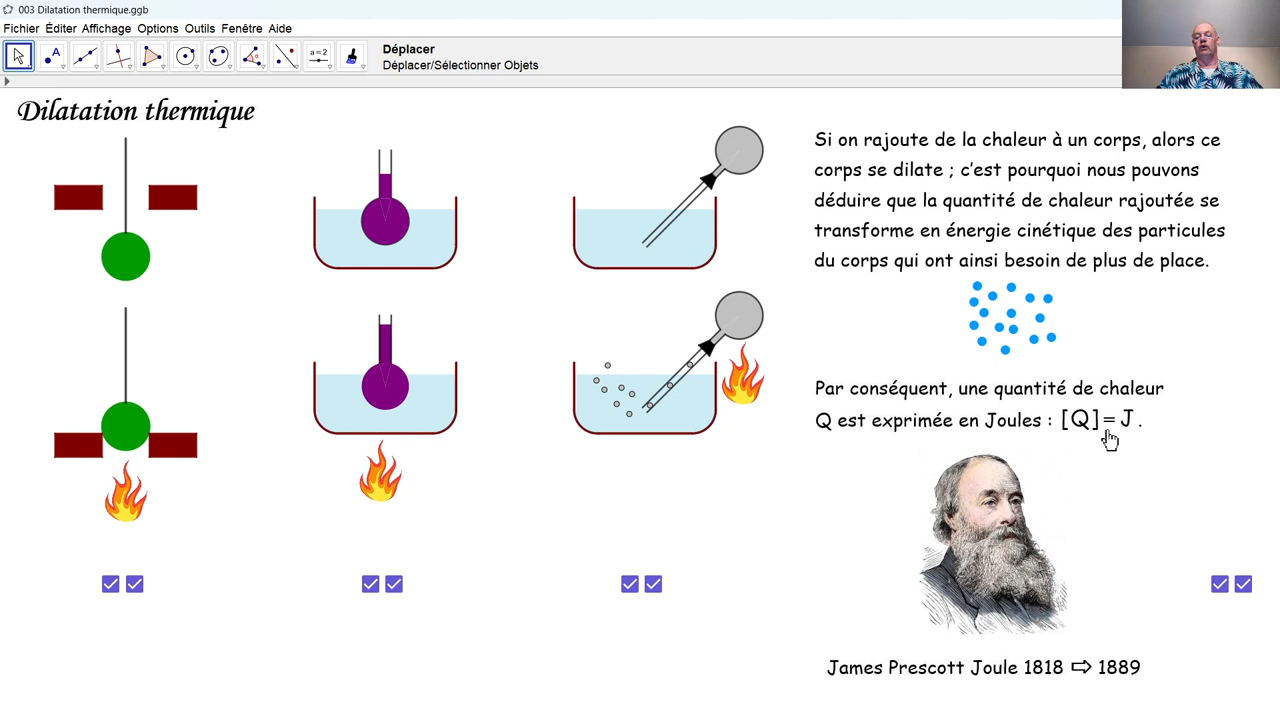 003 Dilatation thermique.ggb
Fichier Éditer Affichage Options Outils Fenêtre Aide
A
a=2
Déplacer
Déplacer/Sélectionner Objets
Dilatation thermique
Si on rajoute de la chaleur à un corps, alors ce
corps se dilate ; c'est pourquoi nous pouvons
déduire que la quantité de chaleur rajoutée se
transforme en énergie cinétique des particules
du corps qui ont ainsi besoin de plus de place.
Par conséquent, une quantité de chaleur
Q est exprimée en Joules : [Q]=J .
James Prescott Joule 1818 ⇨ 1889